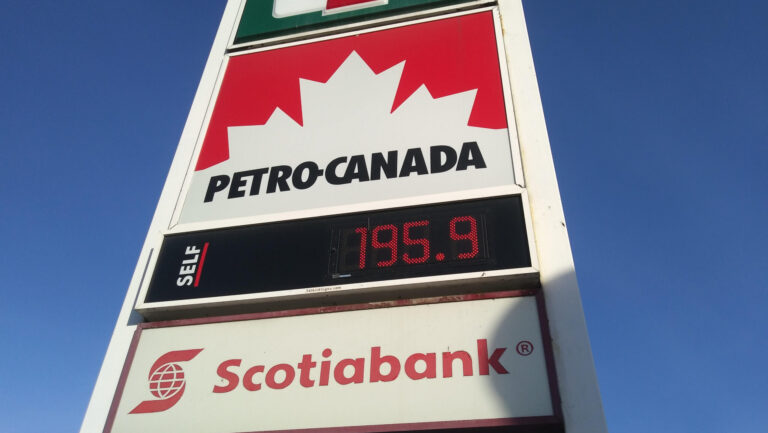 PETRO-CANADA
SELF
195.9
Scotiabank®